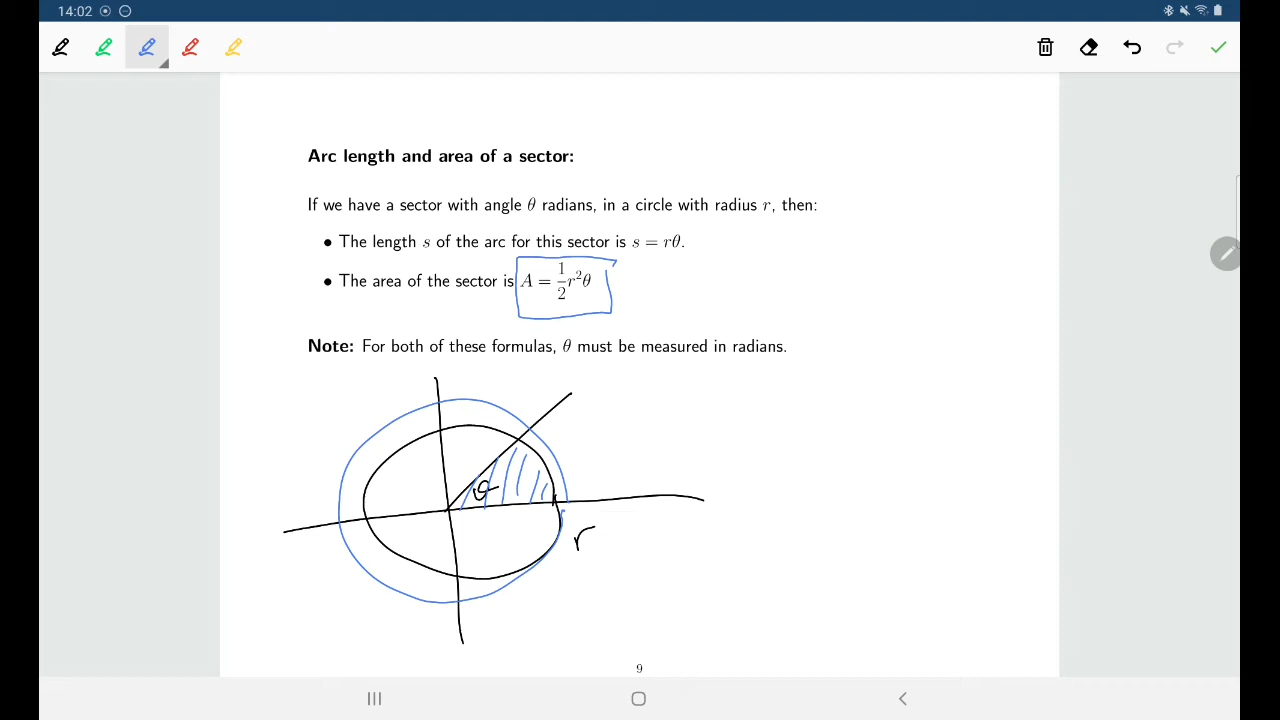 14:02
Arc length and area of a sector:
If we have a sector with angle θ radians, in a circle with radius r, then:
• The length s of the arc for this sector is s = rθ.
• The area of the sector is A = 1/2 r²θ
Note: For both of these formulas, θ must be measured in radians.
θ
r
9